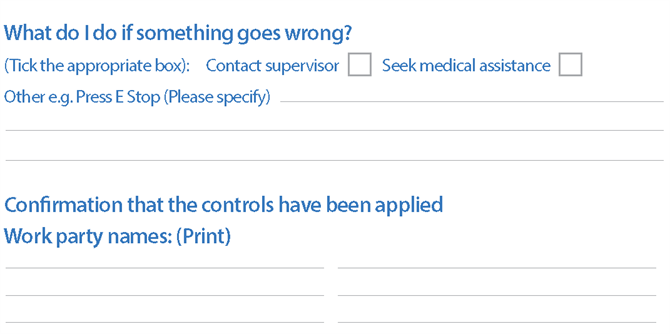 What do I do if something goes wrong?
(Tick the appropriate box): Contact supervisor Seek medical assistance
Other e.g. Press E Stop (Please specify)
Confirmation that the controls have been applied
Work party names: (Print)